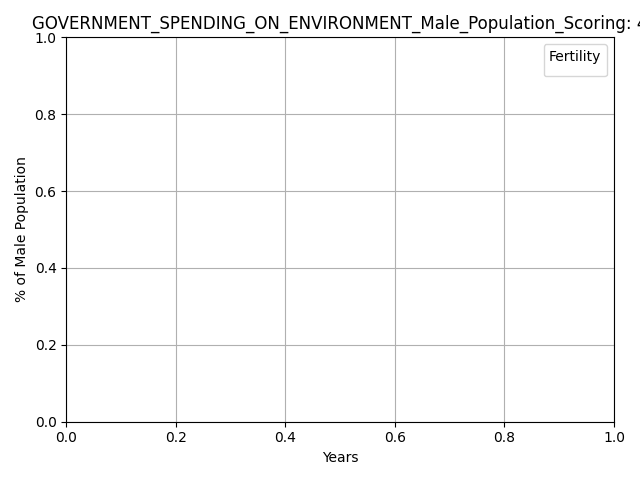 GOVERNMENT_SPENDING_ON_ENVIRONMENT_Male_Population_Scoring: 4
Fertility
1.0
0.8
0.6
0.4
0.2
0.0
% of Male Population
0.0 0.2 0.4 0.6 0.8 1.0
Years